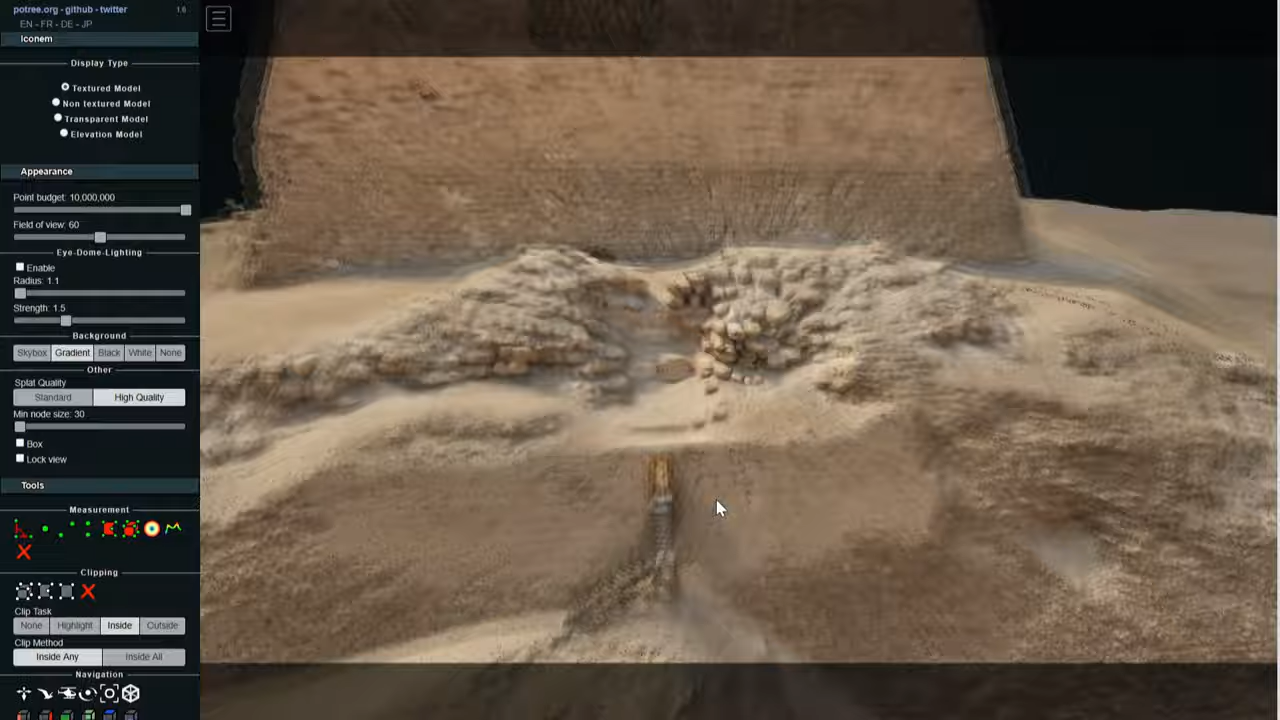 potree.org - github - twitter 1.6
EN - FR - DE - JP
Iconem
Display Type
Textured Model
Non textured Model
Transparent Model
Elevation Model
Appearance
Point budget: 10,000,000
Field of view: 60
Eye-Dome-Lighting
Enable
Radius: 1.1
Strength: 1.5
Background
Skybox Gradient Black White None
Other
Splat Quality
Standard High Quality
Min node size: 30
Box
Lock view
Tools
Measurement
Clipping
Clip Task
None Highlight Inside Outside
Clip Method
Inside Any Inside All
Navigation